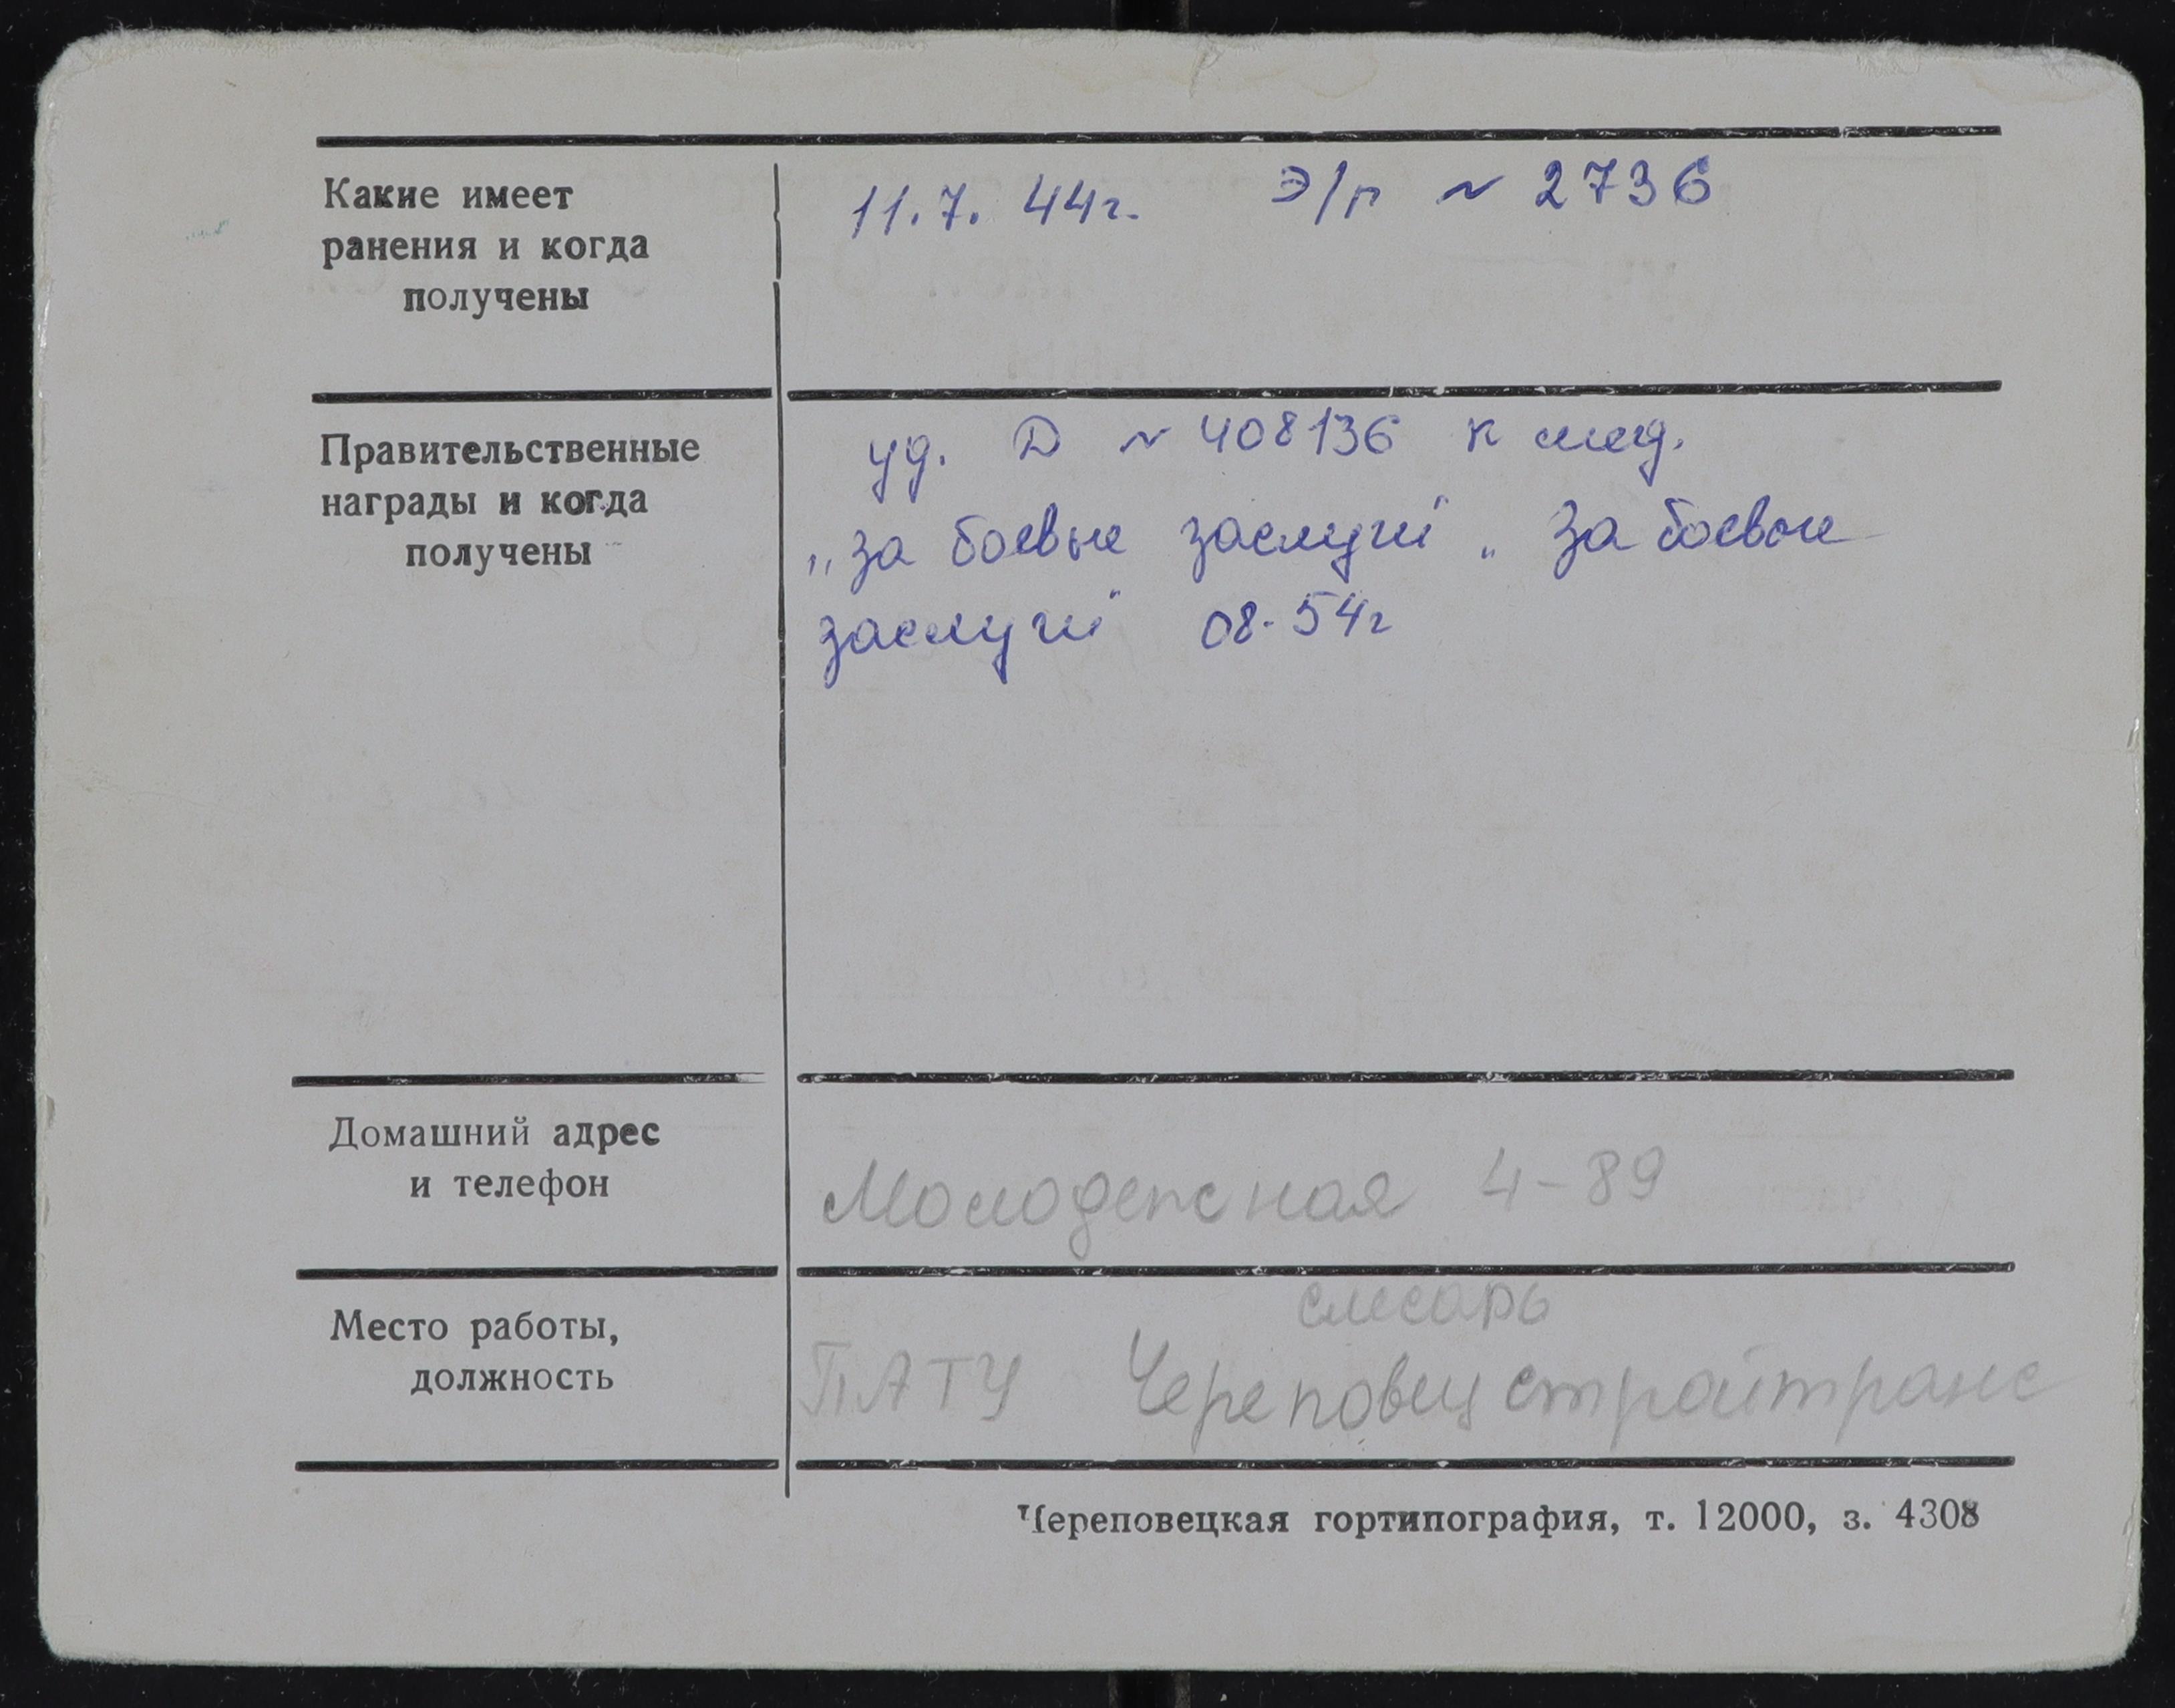 Какие имеет
ранения и когда
получены
11.7.44г. Э/г № 2736
Правительственные
награды и когда
получены
уд. D № 408136 к мед.
„за боевые заслуги" „За боевые
заслуги" 08.54г
Домашний адрес
и телефон
Молодежная 4-89
Место работы,
должность
слесарь
ПАТУ Череповецстройтранс
Череповецкая гортипография, т. 12000, з. 4308